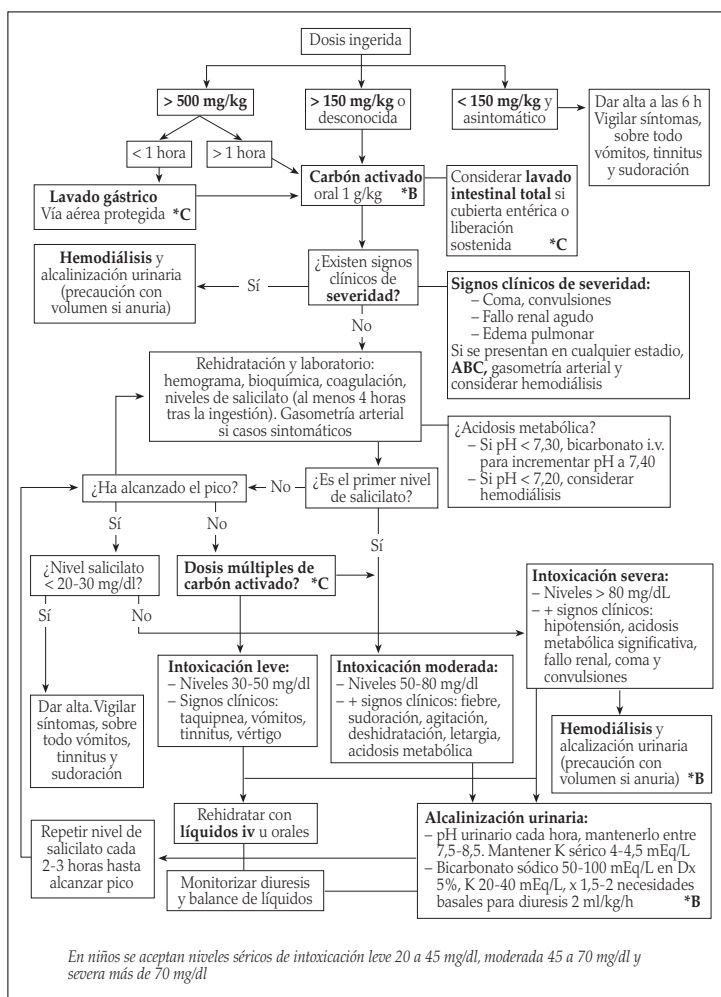 Dosis ingerida
> 500 mg/kg
> 150 mg/kg o
desconocida
< 150 mg/kg y
asintomático
Dar alta a las 6 h
Vigilar síntomas,
sobre todo
vómitos, tinnitus
y sudoración
< 1 hora
> 1 hora
Lavado gástrico
Vía aérea protegida *C
Carbón activado
oral 1 g/kg *B
Considerar lavado
intestinal total si
cubierta entérica o
liberación
sostenida *C
Hemodiálisis y
alcalinización urinaria
(precaución con
volumen si anuria)
Sí
¿Existen signos
clínicos de
severidad?
Signos clínicos de severidad:
– Coma, convulsiones
– Fallo renal agudo
– Edema pulmonar
Si se presentan en cualquier estadio,
ABC, gasometría arterial y
considerar hemodiálisis
No
Rehidratación y laboratorio:
hemograma, bioquímica, coagulación,
niveles de salicilato (al menos 4 horas
tras la ingestión). Gasometría arterial
si casos sintomáticos
¿Acidosis metabólica?
– Si pH < 7,30, bicarbonato i.v.
para incrementar pH a 7,40
– Si pH < 7,20, considerar
hemodiálisis
¿Ha alcanzado el pico?
No
¿Es el primer nivel
de salicilato?
Sí
No
Sí
¿Nivel salicilato
< 20-30 mg/dl?
Dosis múltiples de
carbón activado? *C
Sí
No
Intoxicación severa:
– Niveles > 80 mg/dL
– + signos clínicos:
hipotensión, acidosis
metabólica significativa,
fallo renal, coma y
convulsiones
Intoxicación leve:
– Niveles 30-50 mg/dl
– Signos clínicos:
taquipnea, vómitos,
tinnitus, vértigo
Intoxicación moderada:
– Niveles 50-80 mg/dl
– + signos clínicos: fiebre,
sudoración, agitación,
deshidratación, letargia,
acidosis metabólica
Dar alta. Vigilar
síntomas, sobre
todo vómitos,
tinnitus y
sudoración
Hemodiálisis y
alcalización urinaria
(precaución con
volumen si anuria) *B
Rehidratar con
líquidos iv u orales
Alcalinización urinaria:
– pH urinario cada hora, mantenerlo entre
7,5-8,5. Mantener K sérico 4-4,5 mEq/L
– Bicarbonato sódico 50-100 mEq/L en Dx
5%, K 20-40 mEq/L, x 1,5-2 necesidades
basales para diuresis 2 ml/kg/h *B
Repetir nivel de
salicilato cada
2-3 horas hasta
alcanzar pico
Monitorizar diuresis
y balance de líquidos
En niños se aceptan niveles séricos de intoxicación leve 20 a 45 mg/dl, moderada 45 a 70 mg/dl y
severa más de 70 mg/dl